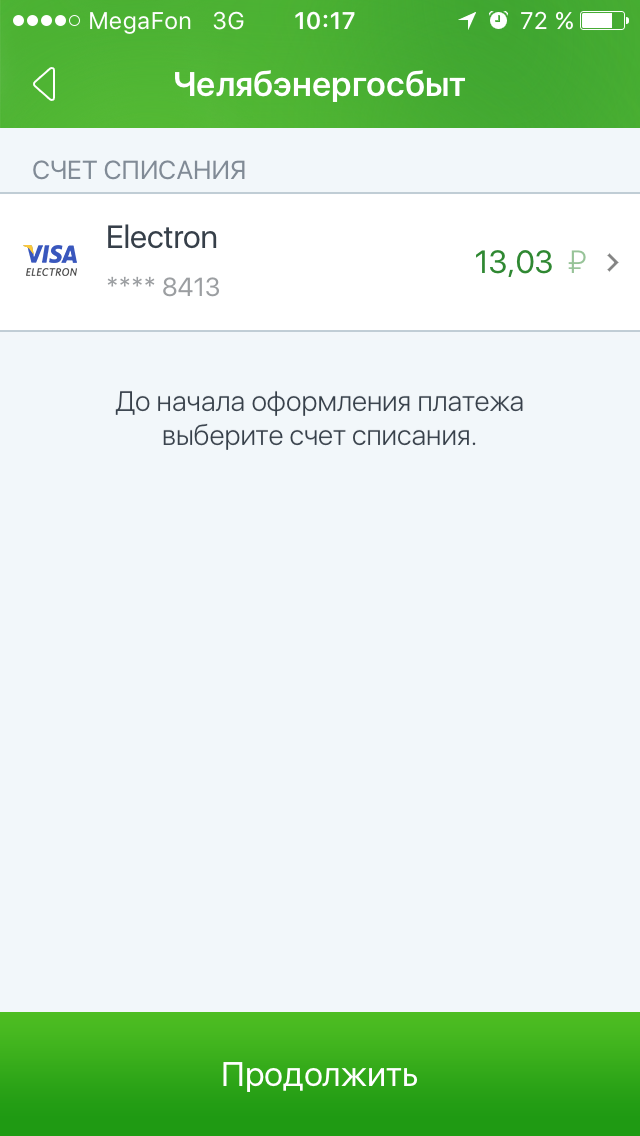 MegaFon 3G 10:17 72 %
Челябэнергосбыт
СЧЕТ СПИСАНИЯ
Electron
VISA
ELECTRON
13,03 ₽
**** 8413
До начала оформления платежа
выберите счет списания.
Продолжить